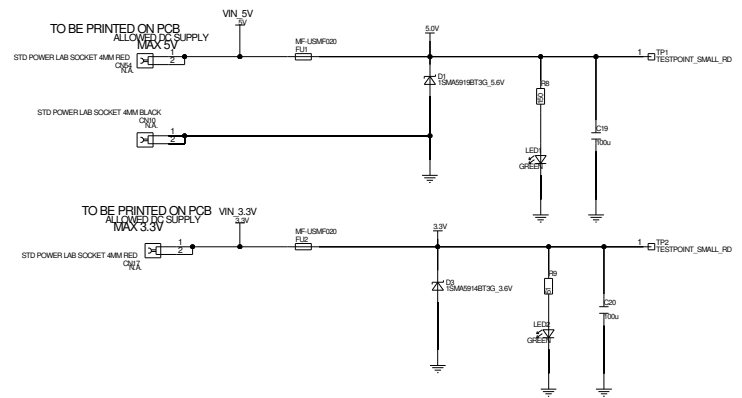 VIN_5V
5V
TO BE PRINTED ON PCB
ALLOWED DC SUPPLY
MAX 5V
STD POWER LAB SOCKET 4MM RED
CN54
N.A.
1
2
MF-USMF020
FU1
5.0V
D1
1SMA5919BT3G_5.6V
R8
150
LED1
GREEN
C19
100u
1
TP1
TESTPOINT_SMALL_RD
STD POWER LAB SOCKET 4MM BLACK
CN10
N.A.
1
2
TO BE PRINTED ON PCB
ALLOWED DC SUPPLY
MAX 3.3V
VIN_3.3V
3.3V
STD POWER LAB SOCKET 4MM RED
CN17
N.A.
1
2
MF-USMF020
FU2
3.3V
D3
1SMA5914BT3G_3.6V
R9
51
LED2
GREEN
C20
100u
1
TP2
TESTPOINT_SMALL_RD